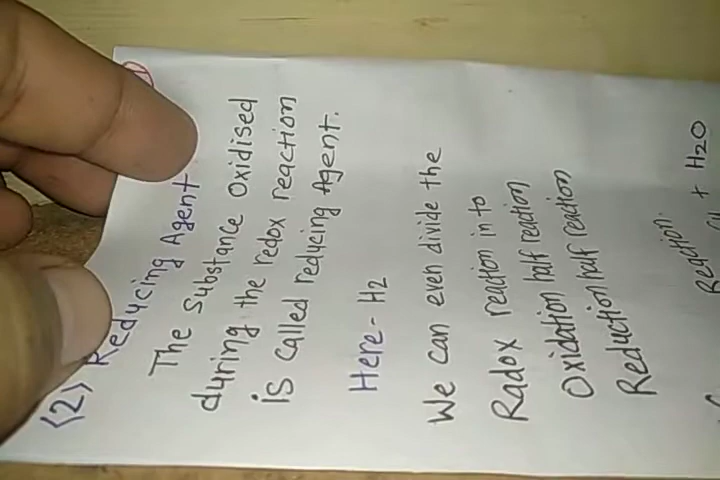 (2) Reducing Agent
The Substance Oxidised
during the redox reaction
is called reducing Agent.
Here - H2
We can even divide the
Radox reaction in to
Oxidation half reaction
Reduction half reaction
Reaction.
+ H2O